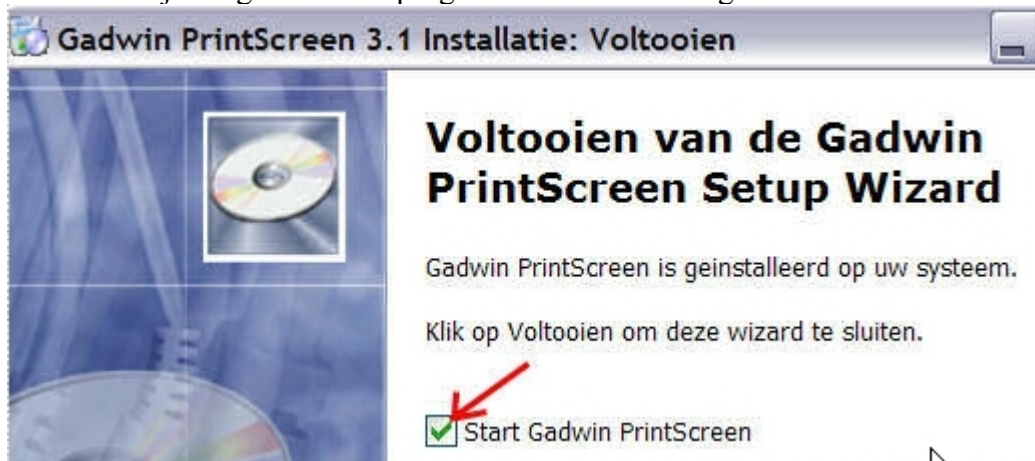 Gadwin PrintScreen 3.1 Installatie: Voltooien
Voltooien van de Gadwin
PrintScreen Setup Wizard
Gadwin PrintScreen is geinstalleerd op uw systeem.
Klik op Voltooien om deze wizard te sluiten.
Start Gadwin PrintScreen